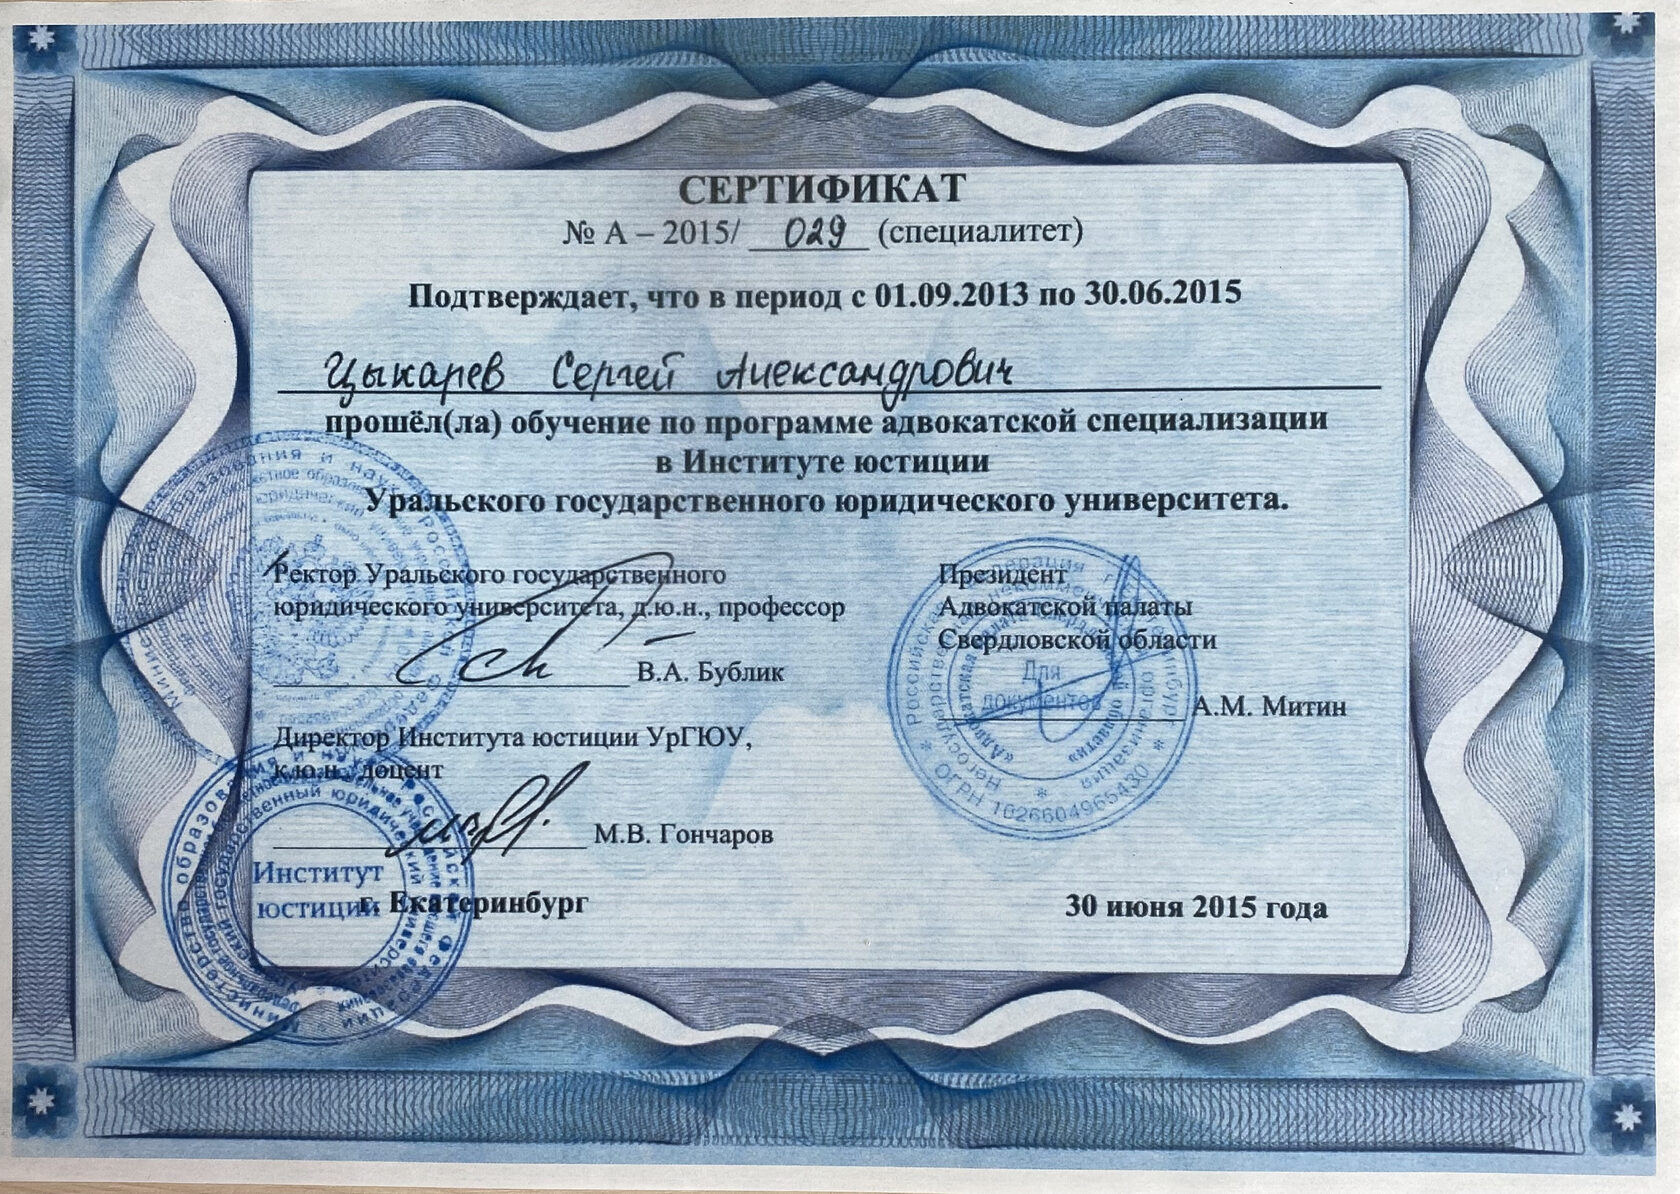 СЕРТИФИКАТ
№ А – 2015/ 029 (специалитет)
Подтверждает, что в период с 01.09.2013 по 30.06.2015
Цыкарев Сергей Александрович
прошёл(ла) обучение по программе адвокатской специализации
в Институте юстиции
Уральского государственного юридического университета.
Ректор Уральского государственного
юридического университета, д.ю.н., профессор
В.А. Бублик
Президент
Адвокатской палаты
Свердловской области
А.М. Митин
Директор Института юстиции УрГЮУ,
к.ю.н., доцент
М.В. Гончаров
г. Екатеринбург
30 июня 2015 года
Институт
юстиции
Для
документов
ОГРН 1026604965430